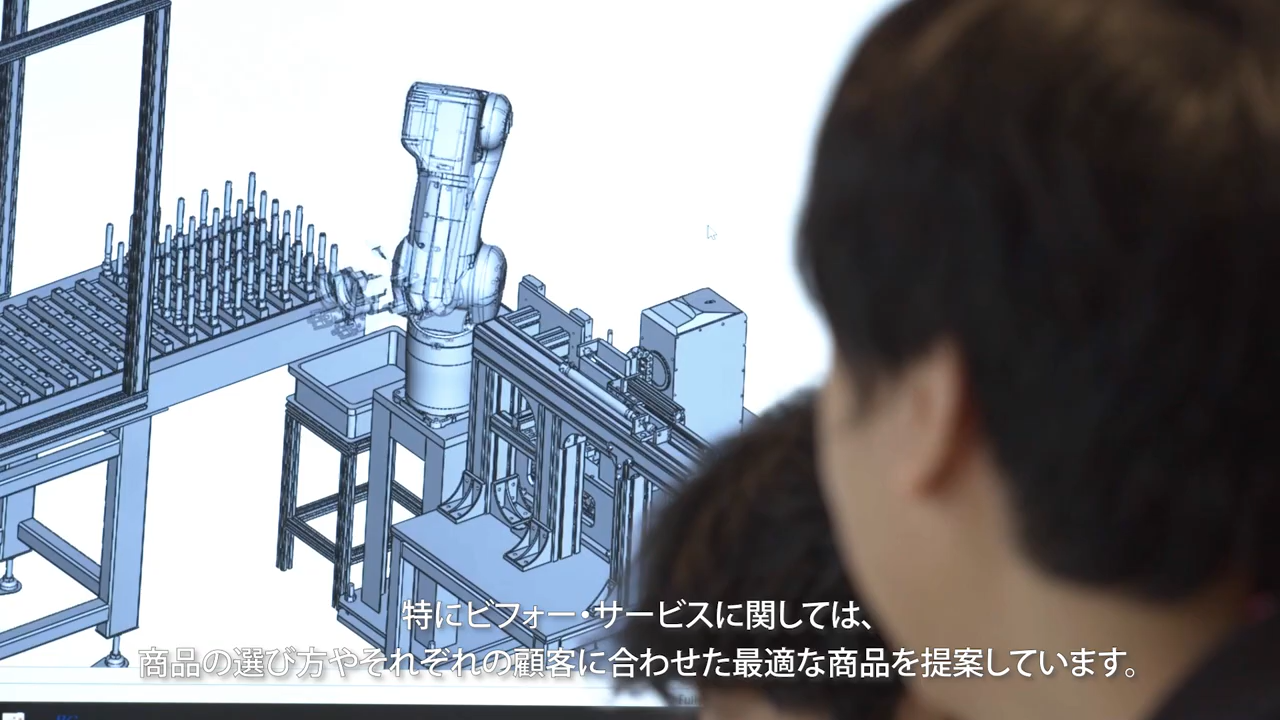 特にビフォー・サービスに関しては、
商品の選び方やそれぞれの顧客に合わせた最適な商品を提案しています。